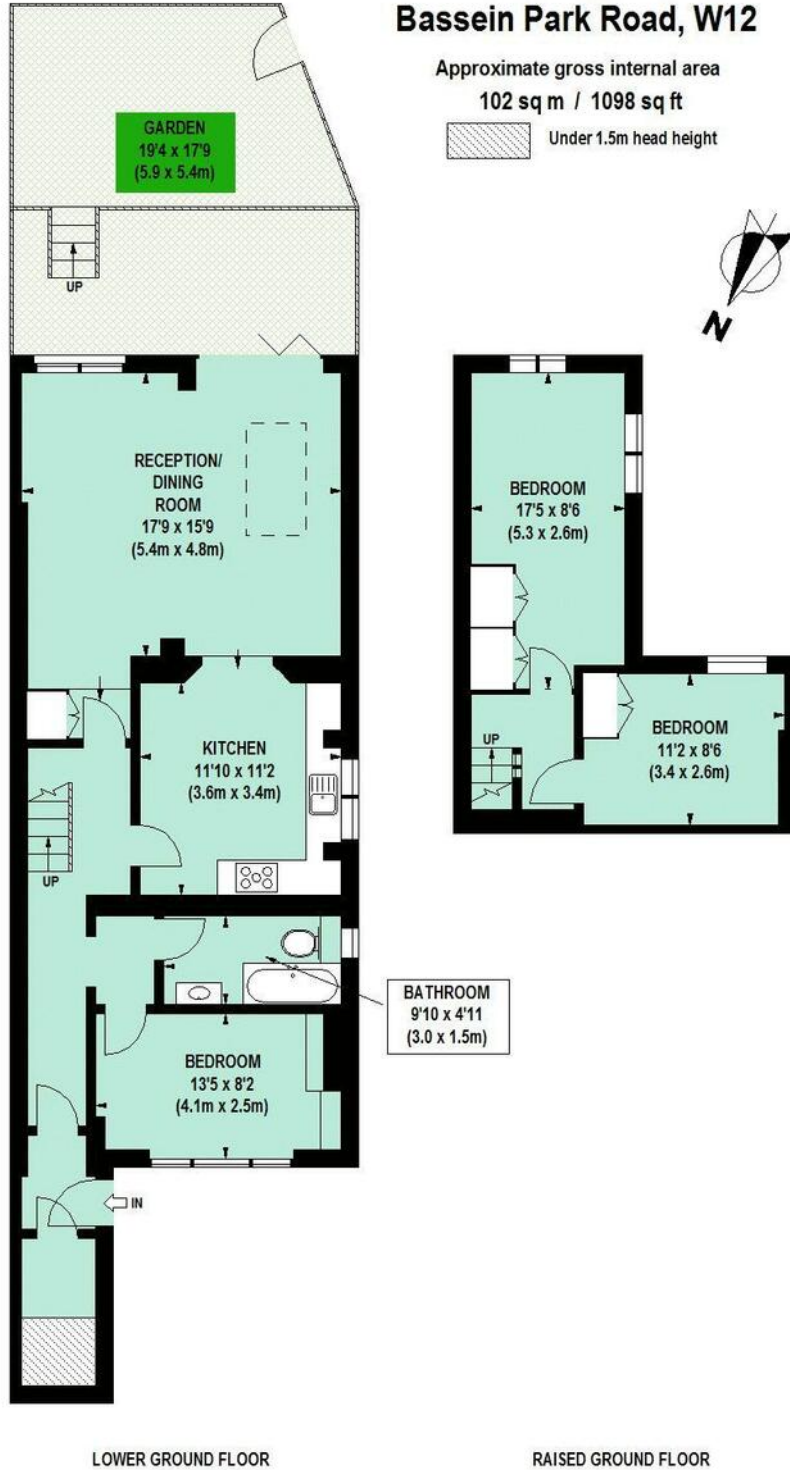 Bassein Park Road, W12
Approximate gross internal area
102 sq m / 1098 sq ft
Under 1.5m head height
GARDEN
19'4 x 17'9
(5.9 x 5.4m)
UP
N
RECEPTION/
DINING
ROOM
17'9 x 15'9
(5.4m x 4.8m)
BEDROOM
17'5 x 8'6
(5.3 x 2.6m)
KITCHEN
11'10 x 11'2
(3.6m x 3.4m)
UP
BEDROOM
11'2 x 8'6
(3.4 x 2.6m)
UP
BATHROOM
9'10 x 4'11
(3.0 x 1.5m)
BEDROOM
13'5 x 8'2
(4.1m x 2.5m)
IN
LOWER GROUND FLOOR
RAISED GROUND FLOOR